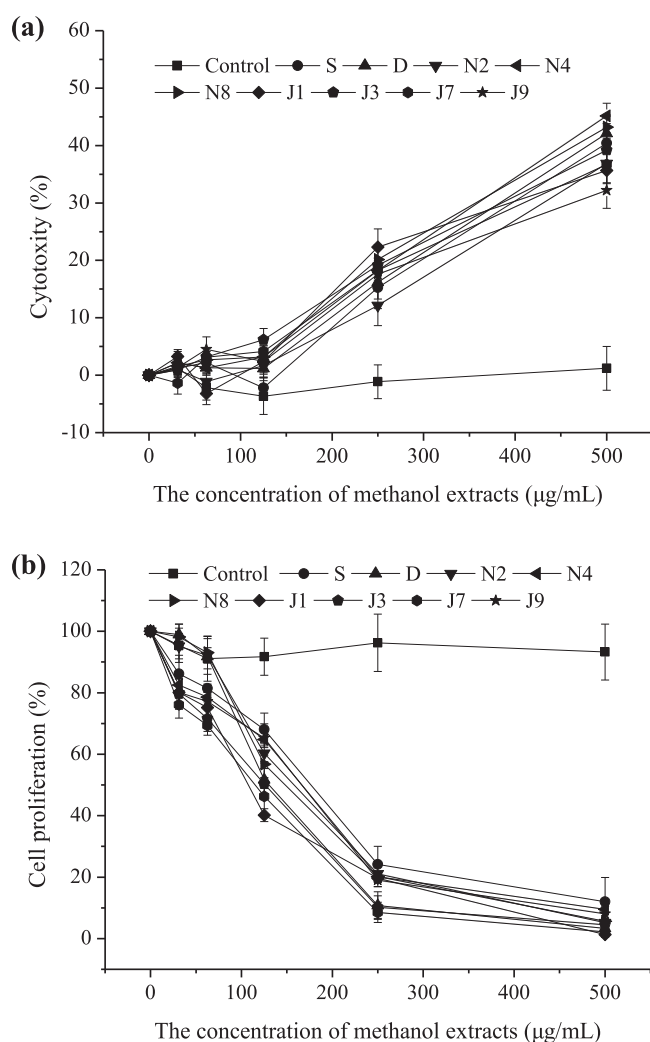 (a)
Control S D N2 N4
N8 J1 J3 J7 J9
60
50
40
30
20
10
0
-10
Cytotoxity (%)
0 100 200 300 400 500
The concentration of methanol extracts (μg/mL)
(b)
Control S D N2 N4
N8 J1 J3 J7 J9
120
100
80
60
40
20
0
Cell proliferation (%)
0 100 200 300 400 500
The concentration of methanol extracts (μg/mL)